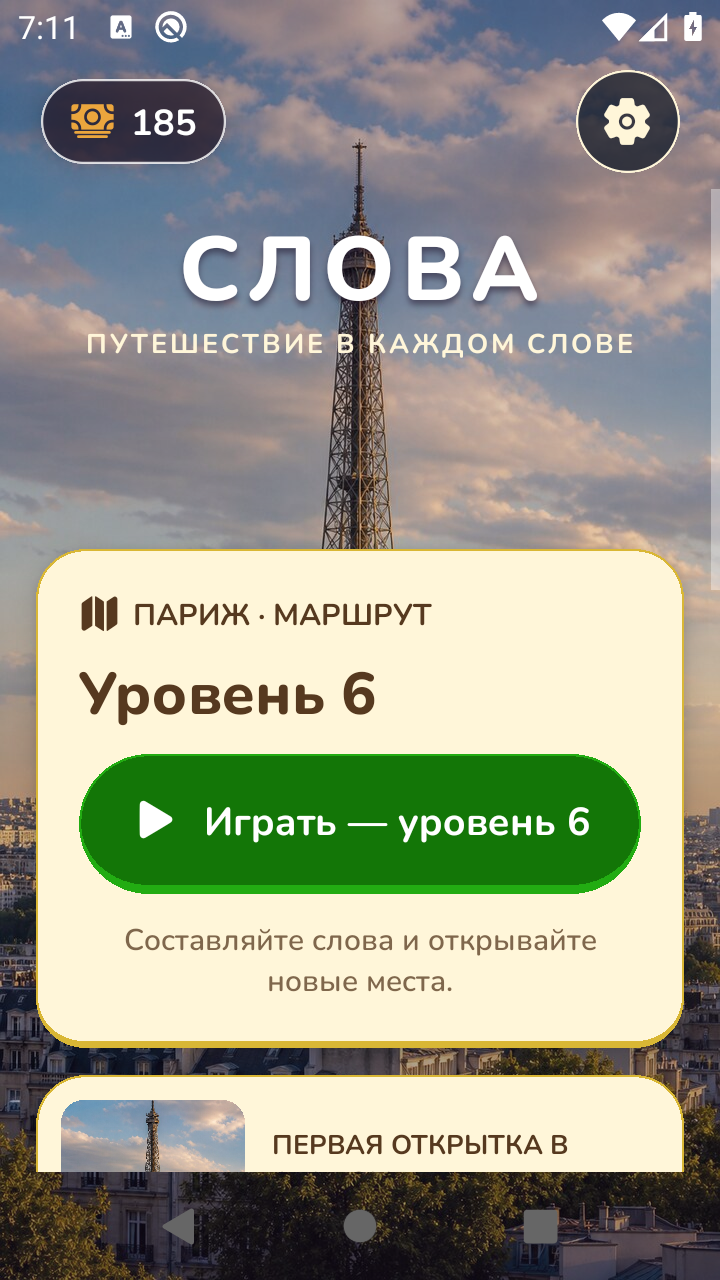 7:11
185
СЛОВА
ПУТЕШЕСТВИЕ В КАЖДОМ СЛОВЕ
ПАРИЖ · МАРШРУТ
Уровень 6
Играть — уровень 6
Составляйте слова и открывайте
новые места.
ПЕРВАЯ ОТКРЫТКА В